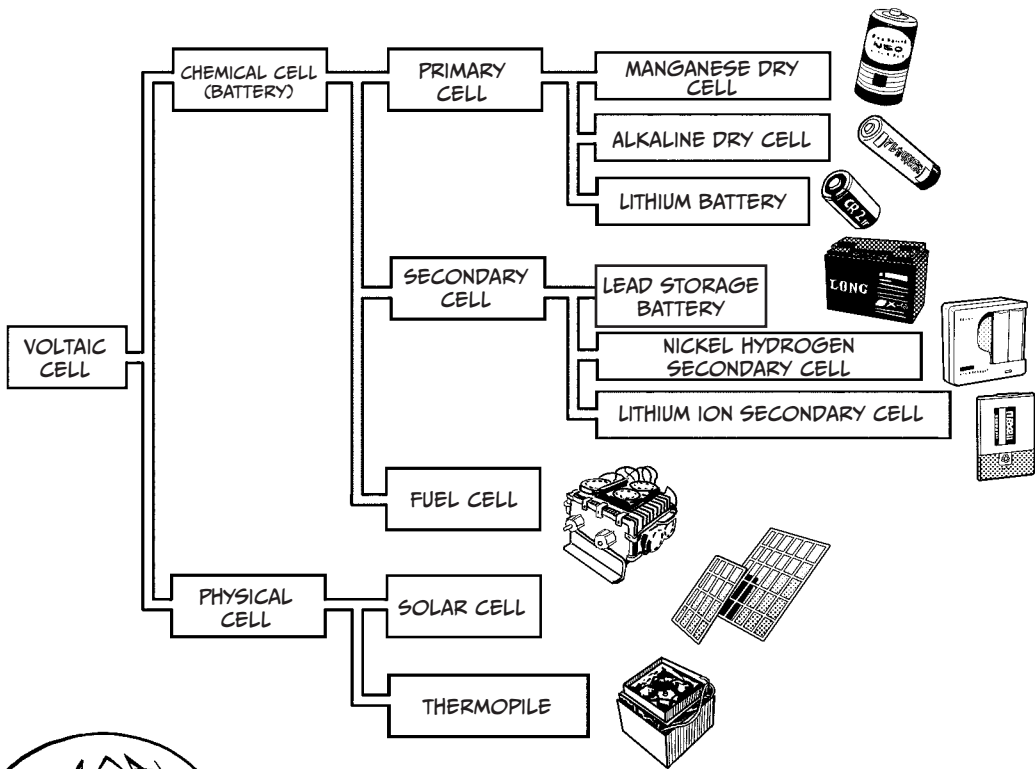 CHEMICAL CELL
(BATTERY)
PRIMARY
CELL
MANGANESE DRY
CELL
NEO
ALKALINE DRY CELL
LITHIUM BATTERY
CR2
SECONDARY
CELL
LEAD STORAGE
BATTERY
LONG
VOLTAIC
CELL
NICKEL HYDROGEN
SECONDARY CELL
LITHIUM ION SECONDARY CELL
FUEL CELL
PHYSICAL
CELL
SOLAR CELL
THERMOPILE